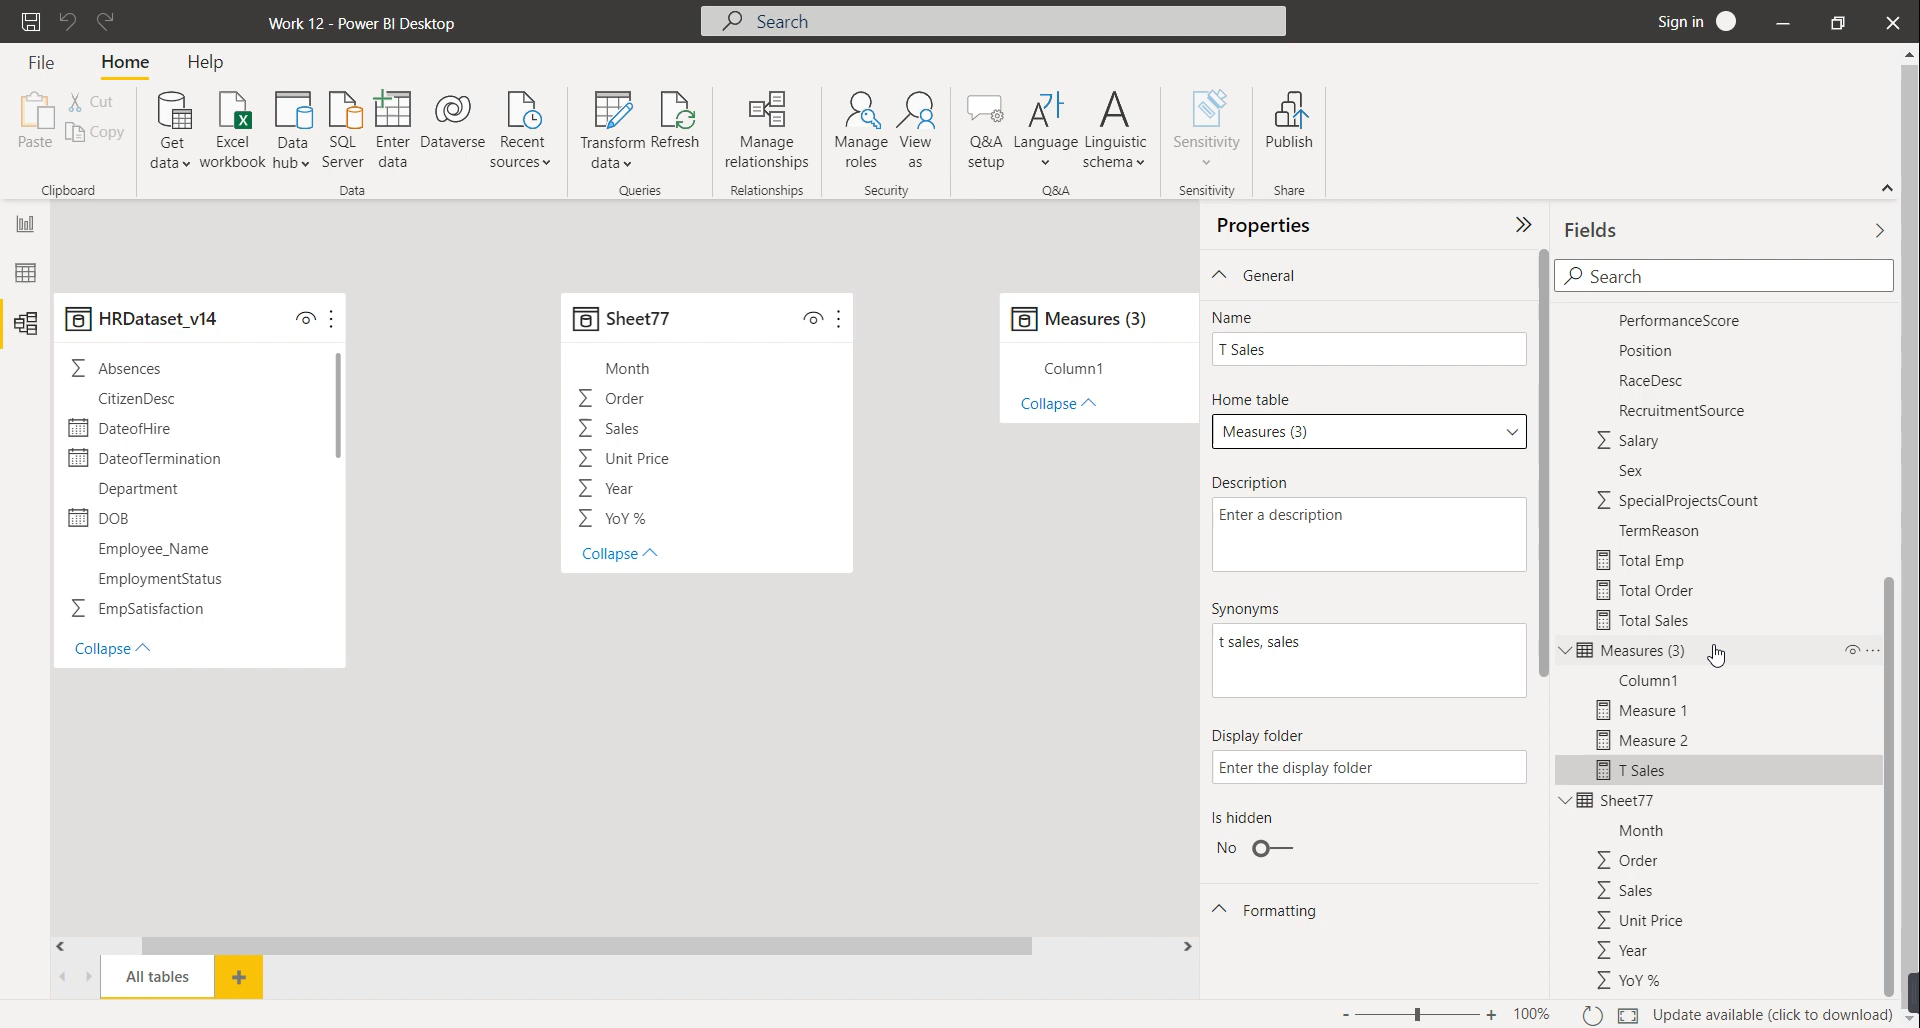 Work 12 - Power BI Desktop
Search
Sign in
File
Home
Help
Paste
Cut
Copy
Clipboard
Get data
Excel workbook
Data hub
SQL Server
Enter data
Dataverse
Recent sources
Data
Transform data
Refresh
Queries
Manage relationships
Relationships
Manage roles
View as
Security
Q&A setup
Language
Linguistic schema
Q&A
Sensitivity
Sensitivity
Publish
Share
HRDataset_v14
Absences
CitizenDesc
DateofHire
DateofTermination
Department
DOB
Employee_Name
EmploymentStatus
EmpSatisfaction
Collapse
Sheet77
Month
Order
Sales
Unit Price
Year
YoY %
Collapse
Measures (3)
Column1
Collapse
All tables
Properties
General
Name
T Sales
Home table
Measures (3)
Description
Enter a description
Synonyms
t sales, sales
Display folder
Enter the display folder
Is hidden
No
Formatting
Fields
Search
PerformanceScore
Position
RaceDesc
RecruitmentSource
Salary
Sex
SpecialProjectsCount
TermReason
Total Emp
Total Order
Total Sales
Measures (3)
Column1
Measure 1
Measure 2
T Sales
Sheet77
Month
Order
Sales
Unit Price
Year
YoY %
- + 100%
Update available (click to download)